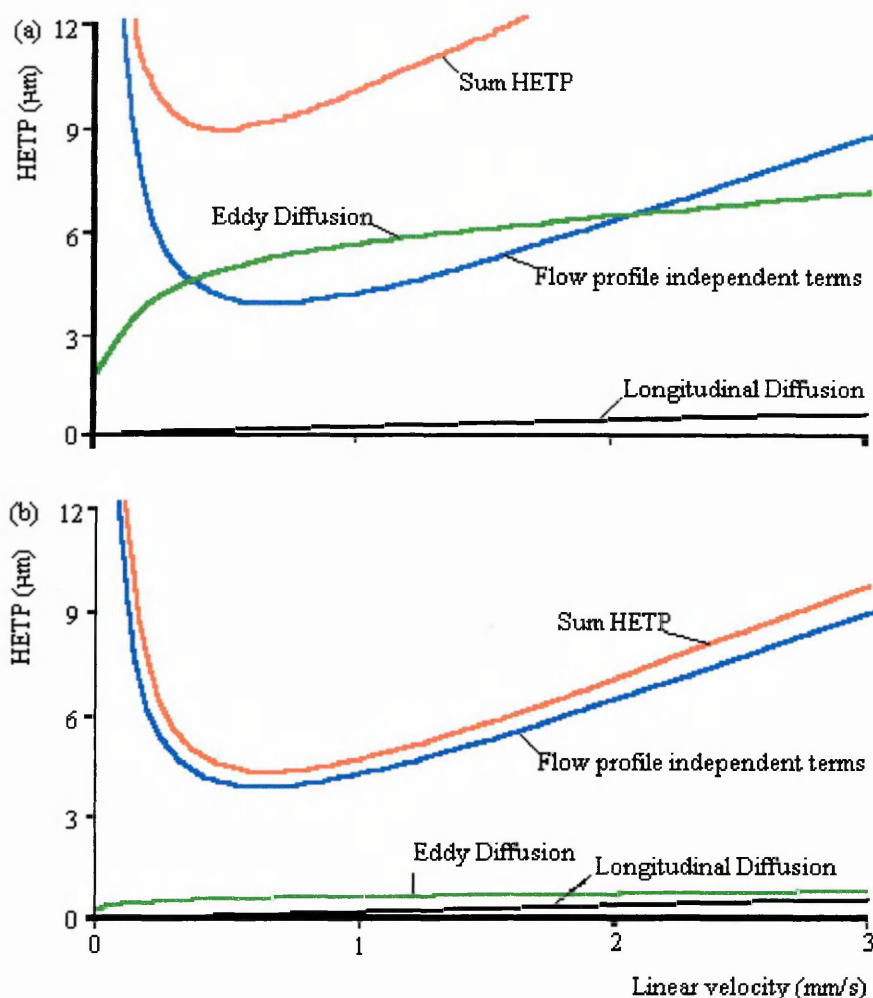 (a)
12
Sum HETP
HETP (µm)
9
Eddy Diffusion
6
Flow profile independent terms
3
Longitudinal Diffusion
0
(b)
12
HETP (µm)
9
Sum HETP
6
Flow profile independent terms
3
Eddy Diffusion
Longitudinal Diffusion
0
0 1 2 3
Linear velocity (mm/s)